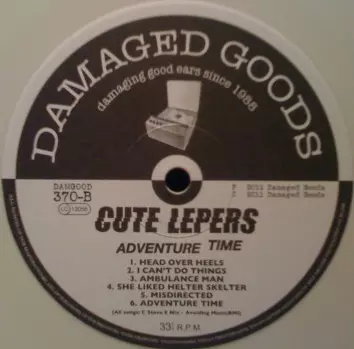 DAMAGED GOODS
damaging good ears since 1988
DAMGOOD
370-B
P 2011 Damaged Goods
C 2011 Damaged Goods
CUTE LEPERS
ADVENTURE TIME
1. HEAD OVER HEELS
2. I CAN'T DO THINGS
3. AMBULANCE MAN
4. SHE LIKED HELTER SKELTER
5. MISDIRECTED
6. ADVENTURE TIME
33⅓ R.P.M.